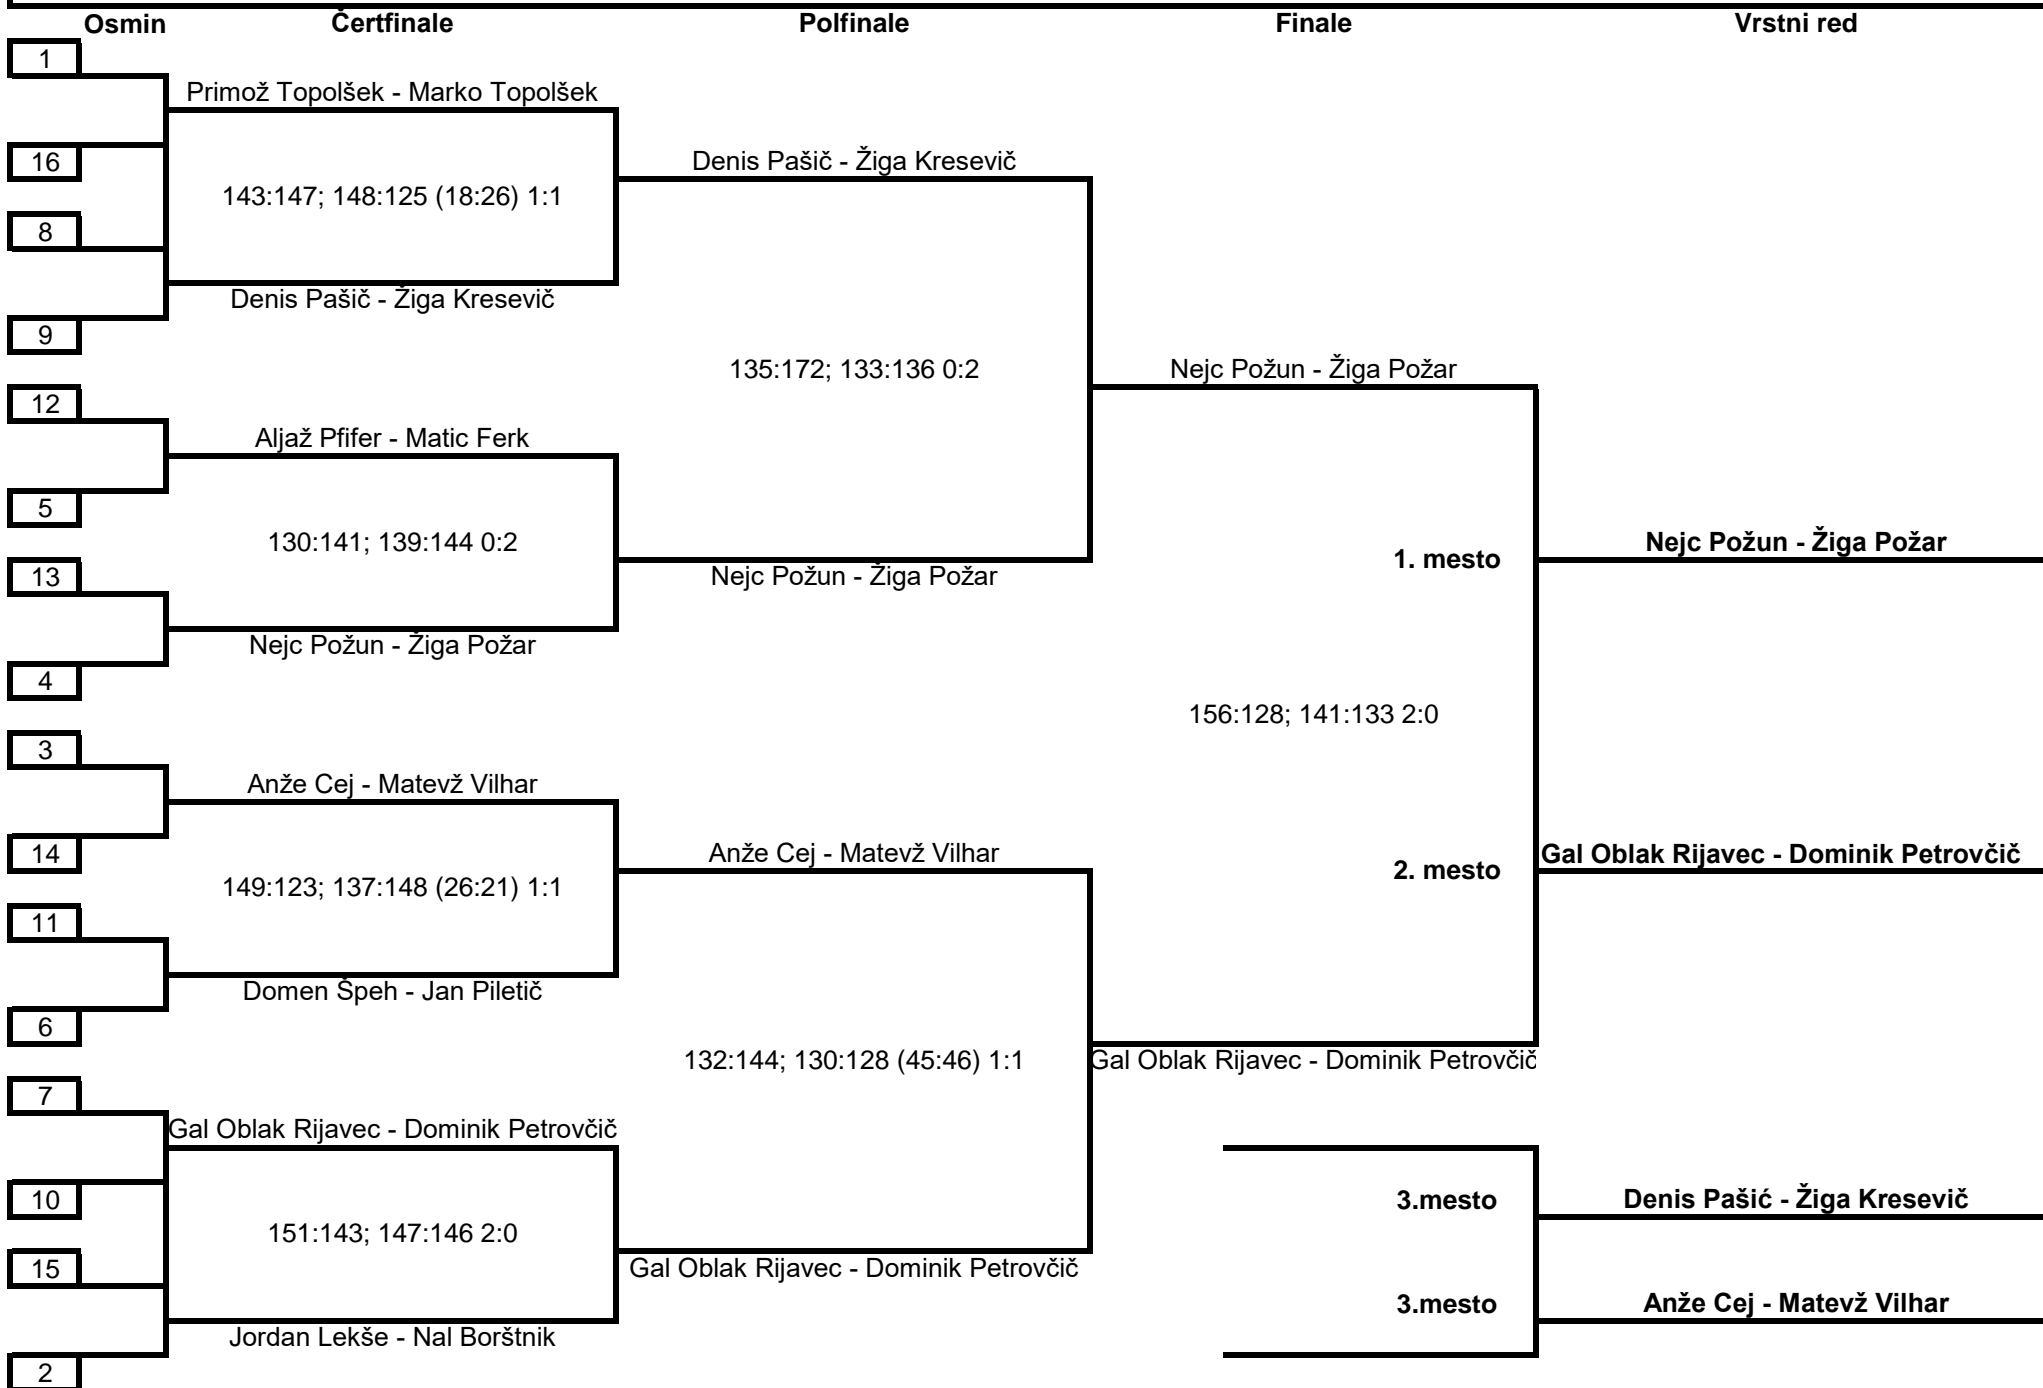 Osmin Čertfinale Polfinale Finale Vrstni red
1
Primož Topolšek - Marko Topolšek
16
Denis Pašič - Žiga Kresevič
143:147; 148:125 (18:26) 1:1
8
Denis Pašič - Žiga Kresevič
9
135:172; 133:136 0:2
Nejc Požun - Žiga Požar
12
Aljaž Pfifer - Matic Ferk
5
130:141; 139:144 0:2
1. mesto
Nejc Požun - Žiga Požar
13
Nejc Požun - Žiga Požar
Nejc Požun - Žiga Požar
4
156:128; 141:133 2:0
3
Anže Cej - Matevž Vilhar
14
Anže Cej - Matevž Vilhar
2. mesto
Gal Oblak Rijavec - Dominik Petrovčič
149:123; 137:148 (26:21) 1:1
11
Domen Špeh - Jan Piletič
6
132:144; 130:128 (45:46) 1:1
Gal Oblak Rijavec - Dominik Petrovčič
7
Gal Oblak Rijavec - Dominik Petrovčič
10
3.mesto
Denis Pašić - Žiga Kresevič
151:143; 147:146 2:0
15
Gal Oblak Rijavec - Dominik Petrovčič
3.mesto
Anže Cej - Matevž Vilhar
Jordan Lekše - Nal Borštnik
2